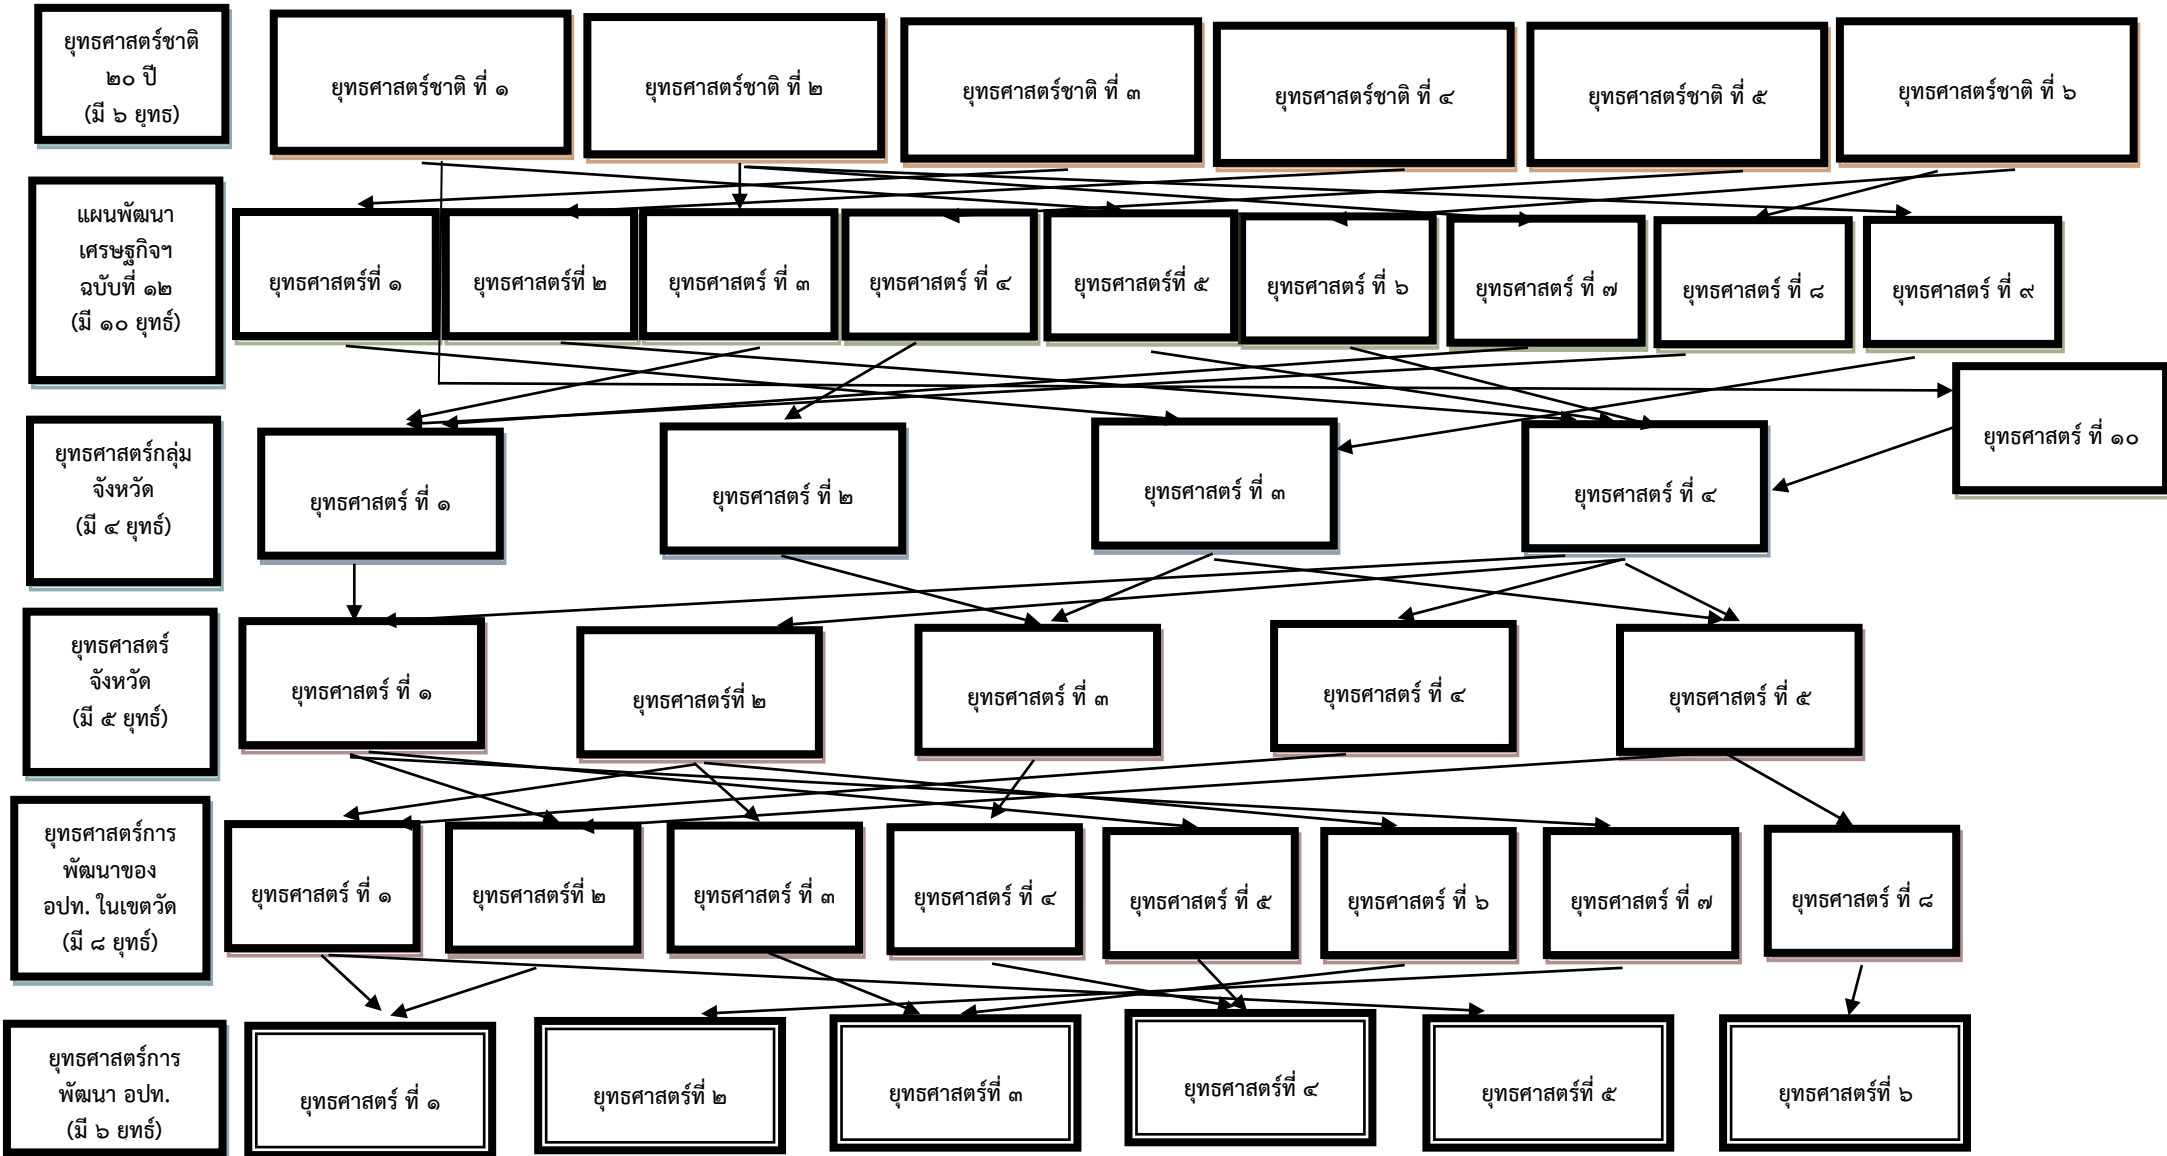 ยุทธศาสตร์ชาติ
๒๐ ปี
(มี ๖ ยุทธ)
ยุทธศาสตร์ชาติ ที่ ๑
ยุทธศาสตร์ชาติ ที่ ๒
ยุทธศาสตร์ชาติ ที่ ๓
ยุทธศาสตร์ชาติ ที่ ๔
ยุทธศาสตร์ชาติ ที่ ๕
ยุทธศาสตร์ชาติ ที่ ๖
แผนพัฒนา
เศรษฐกิจฯ
ฉบับที่ ๑๒
(มี ๑๐ ยุทธ์)
ยุทธศาสตร์ที่ ๑
ยุทธศาสตร์ที่ ๒
ยุทธศาสตร์ ที่ ๓
ยุทธศาสตร์ ที่ ๔
ยุทธศาสตร์ที่ ๕
ยุทธศาสตร์ ที่ ๖
ยุทธศาสตร์ ที่ ๗
ยุทธศาสตร์ ที่ ๘
ยุทธศาสตร์ ที่ ๙
ยุทธศาสตร์ ที่ ๑๐
ยุทธศาสตร์กลุ่ม
จังหวัด
(มี ๔ ยุทธ์)
ยุทธศาสตร์ ที่ ๑
ยุทธศาสตร์ ที่ ๒
ยุทธศาสตร์ ที่ ๓
ยุทธศาสตร์ ที่ ๔
ยุทธศาสตร์
จังหวัด
(มี ๕ ยุทธ์)
ยุทธศาสตร์ ที่ ๑
ยุทธศาสตร์ที่ ๒
ยุทธศาสตร์ ที่ ๓
ยุทธศาสตร์ ที่ ๔
ยุทธศาสตร์ ที่ ๕
ยุทธศาสตร์การ
พัฒนาของ
อปท. ในเขตวัด
(มี ๘ ยุทธ์)
ยุทธศาสตร์ ที่ ๑
ยุทธศาสตร์ที่ ๒
ยุทธศาสตร์ ที่ ๓
ยุทธศาสตร์ ที่ ๔
ยุทธศาสตร์ ที่ ๕
ยุทธศาสตร์ ที่ ๖
ยุทธศาสตร์ ที่ ๗
ยุทธศาสตร์ ที่ ๘
ยุทธศาสตร์การ
พัฒนา อปท.
(มี ๖ ยทธ์)
ยุทธศาสตร์ ที่ ๑
ยุทธศาสตร์ที่ ๒
ยุทธศาสตร์ที่ ๓
ยุทธศาสตร์ที่ ๔
ยุทธศาสตร์ที่ ๕
ยุทธศาสตร์ที่ ๖